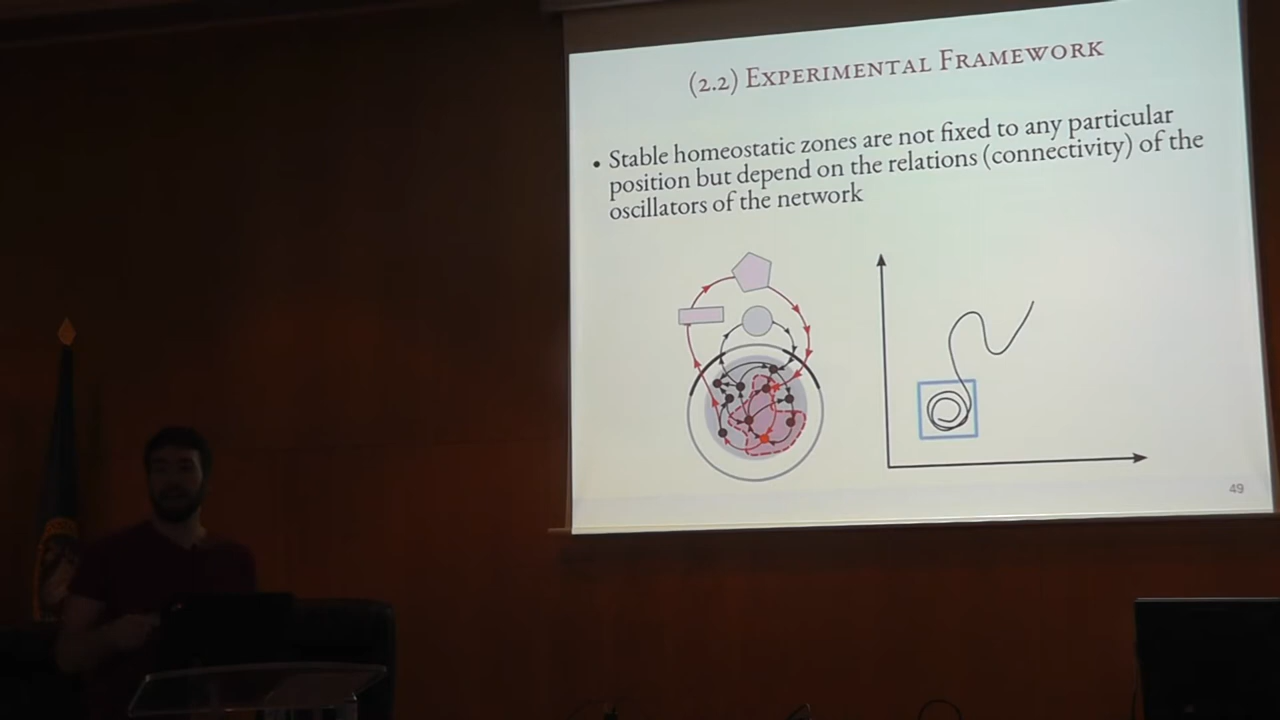 (2.2) Experimental Framework
• Stable homeostatic zones are not fixed to any particular
position but depend on the relations (connectivity) of the
oscillators of the network
49